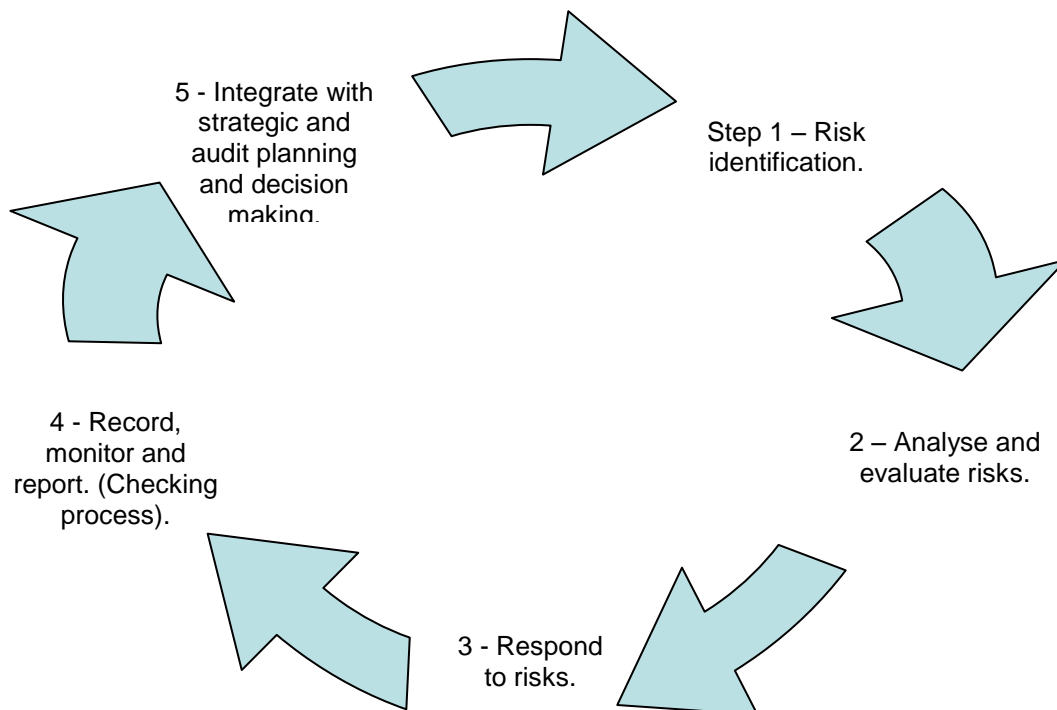 Step 1 – Risk
identification.
2 – Analyse and
evaluate risks.
3 - Respond
to risks.
4 - Record,
monitor and
report. (Checking
process).
5 - Integrate with
strategic and
audit planning
and decision
making.